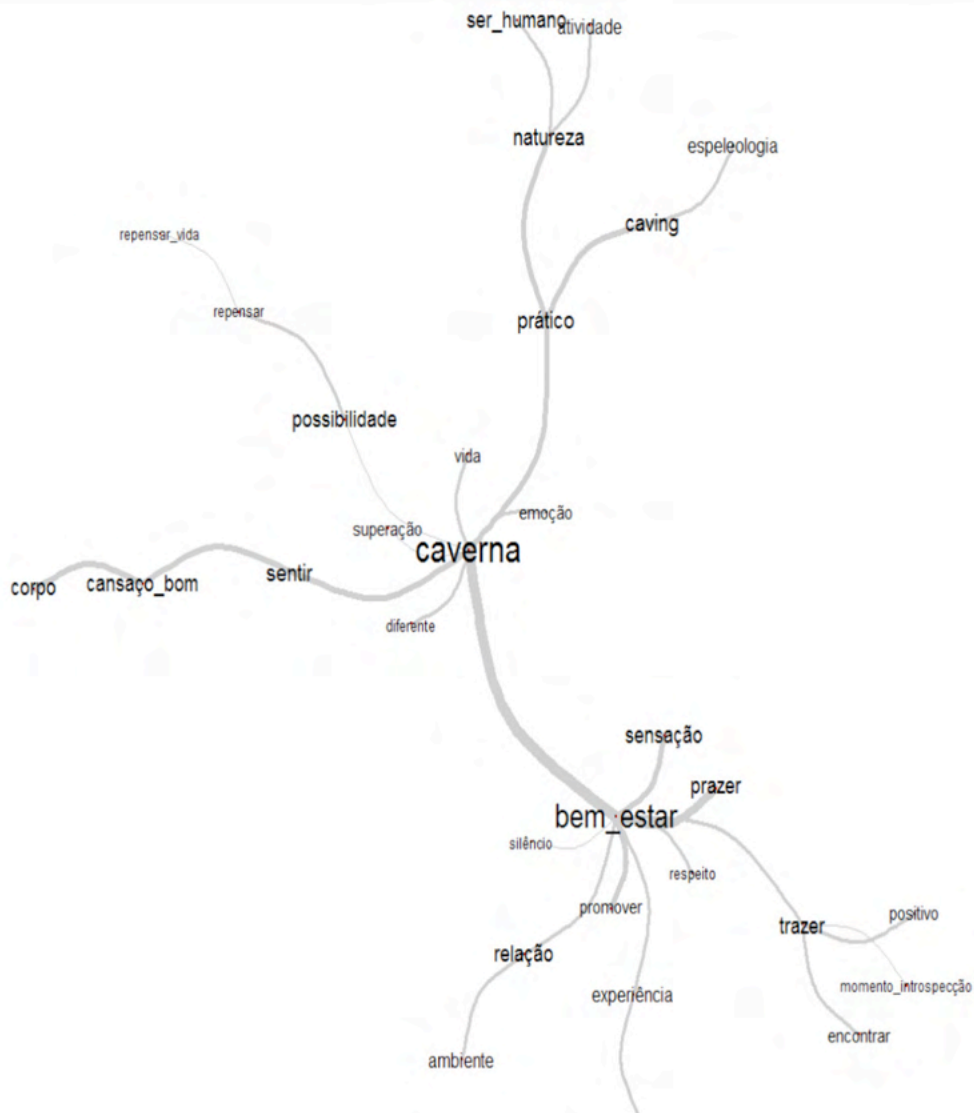 ser_humano
atividade
natureza
espeleologia
caving
repensar_vida
repensar
prático
possibilidade
vida
emoção
superação
caverna
sentir
cansaço_bom
corpo
diferente
sensação
prazer
bem_estar
silêncio
respeito
promover
positivo
trazer
relação
momento_introspecção
experiência
encontrar
ambiente